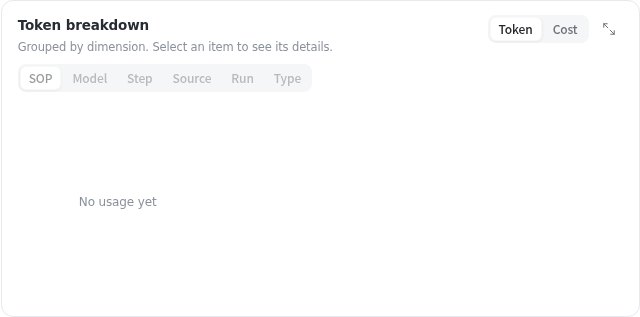 Token breakdown
Grouped by dimension. Select an item to see its details.
Token Cost
SOP Model Step Source Run Type
No usage yet